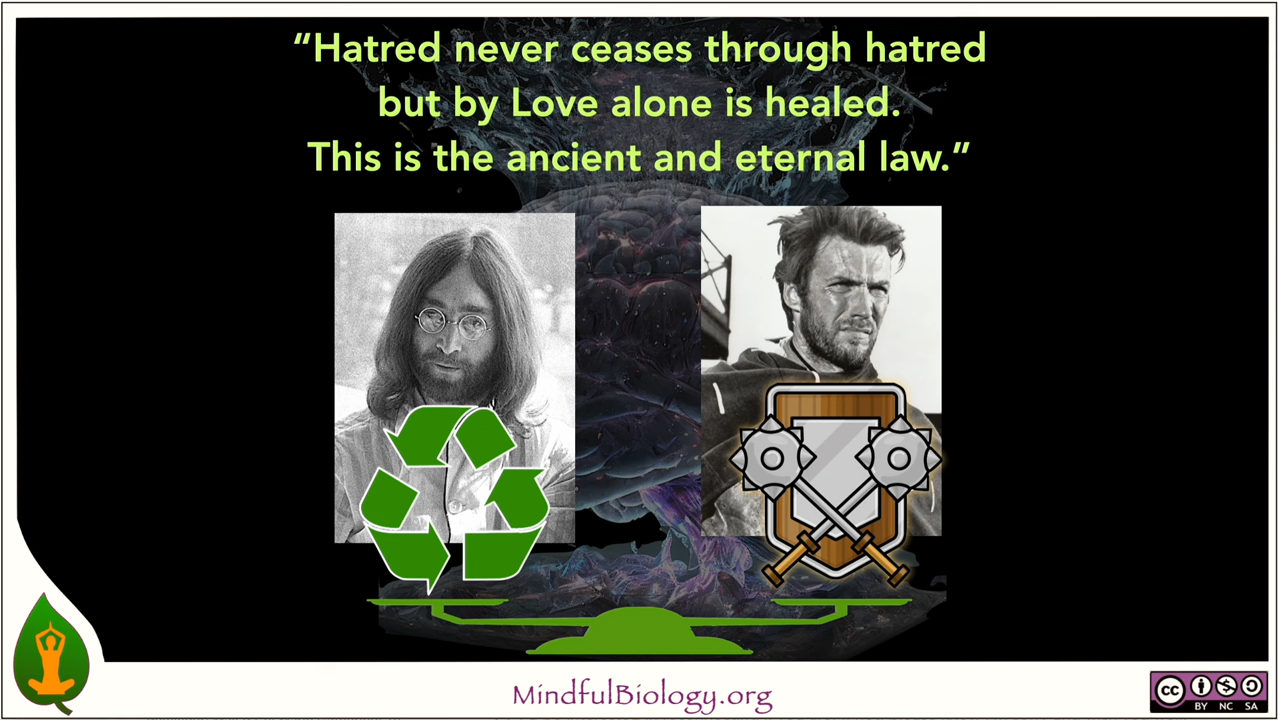 "Hatred never ceases through hatred
but by Love alone is healed.
This is the ancient and eternal law."
MindfulBiology.org
cc
BY NC SA